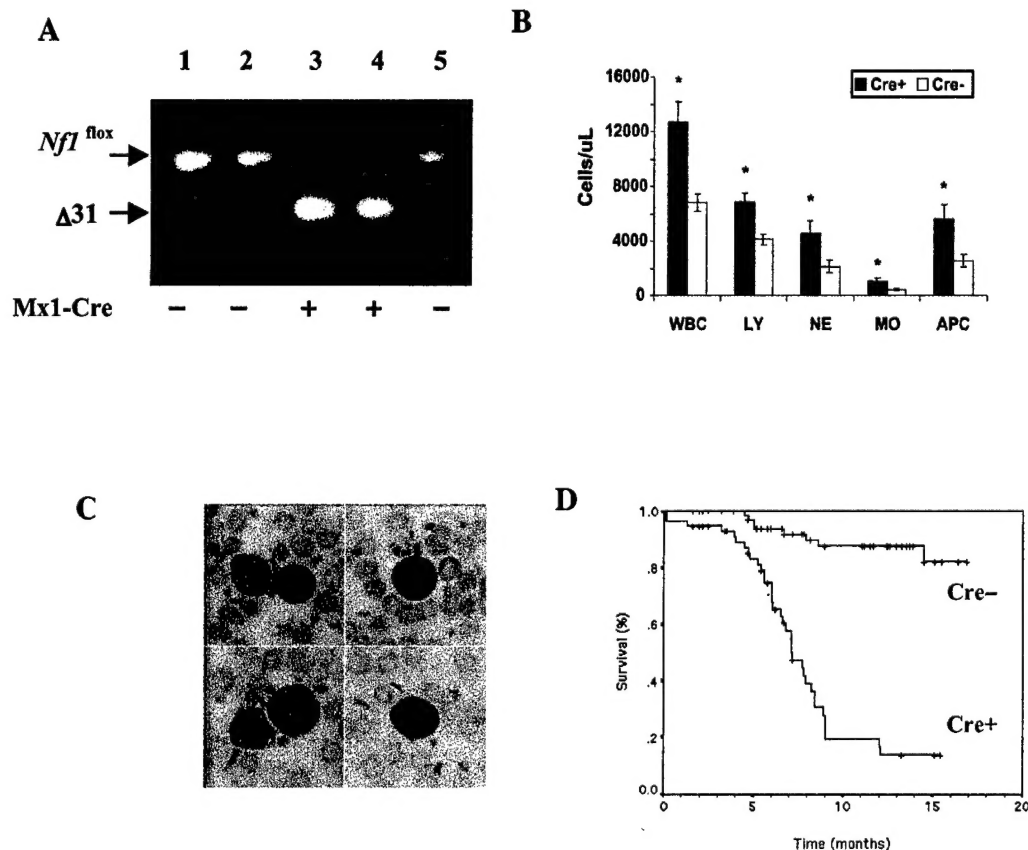 A
1 2 3 4 5
Nf1 flox
Δ31
Mx1-Cre − − + + −
B
16000
12000
8000
4000
0
Cells/uL
Cre+ Cre-
* * * * *
WBC LY NE MO APC
C
D
1.0
.8
.6
.4
.2
0.0
Survival (%)
Cre−
Cre+
0 5 10 15 20
Time (months)